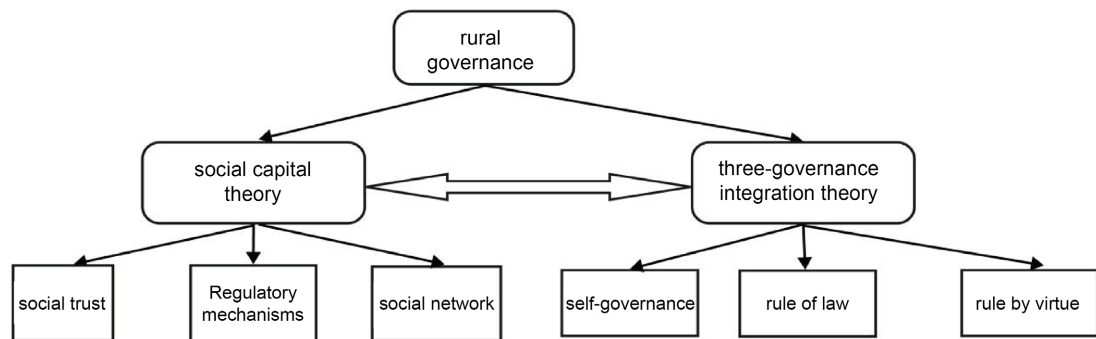 rural
governance
social capital
theory
three-governance
integration theory
social trust
Regulatory
mechanisms
social network
self-governance
rule of law
rule by virtue